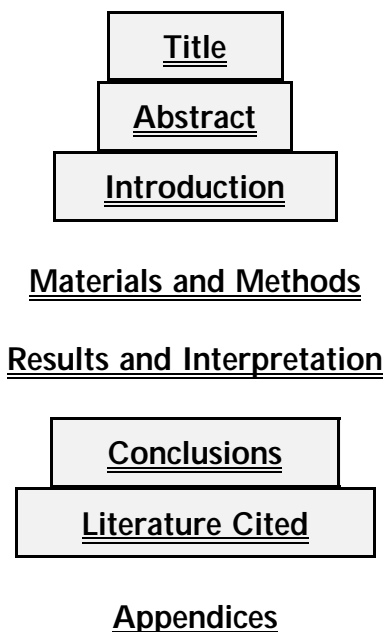 Title
Abstract
Introduction
Materials and Methods
Results and Interpretation
Conclusions
Literature Cited
Appendices